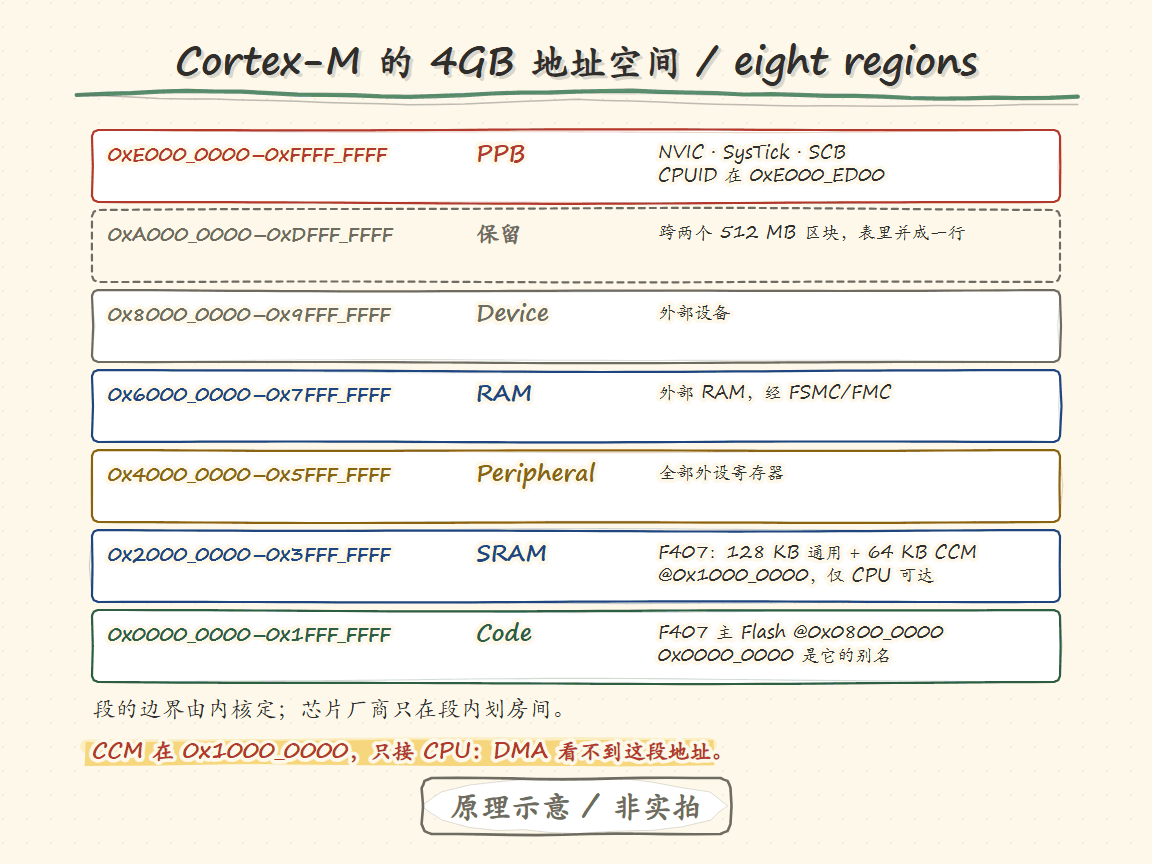 Cortex-M 的 4GB 地址空间 / eight regions
0xE000_0000–0xFFFF_FFFF
PPB
NVIC · SysTick · SCB
CPUID 在 0xE000_ED00
0xA000_0000–0xDFFF_FFFF
保留
跨两个 512 MB 区块，表里并成一行
0x8000_0000–0x9FFF_FFFF
Device
外部设备
0x6000_0000–0x7FFF_FFFF
RAM
外部 RAM，经 FSMC/FMC
0x4000_0000–0x5FFF_FFFF
Peripheral
全部外设寄存器
0x2000_0000–0x3FFF_FFFF
SRAM
F407：128 KB 通用 + 64 KB CCM
@0x1000_0000，仅 CPU 可达
0x0000_0000–0x1FFF_FFFF
Code
F407 主 Flash @0x0800_0000
0x0000_0000 是它的别名
段的边界由内核定；芯片厂商只在段内划房间。
CCM 在 0x1000_0000，只接 CPU：DMA 看不到这段地址。
原理示意 / 非实拍